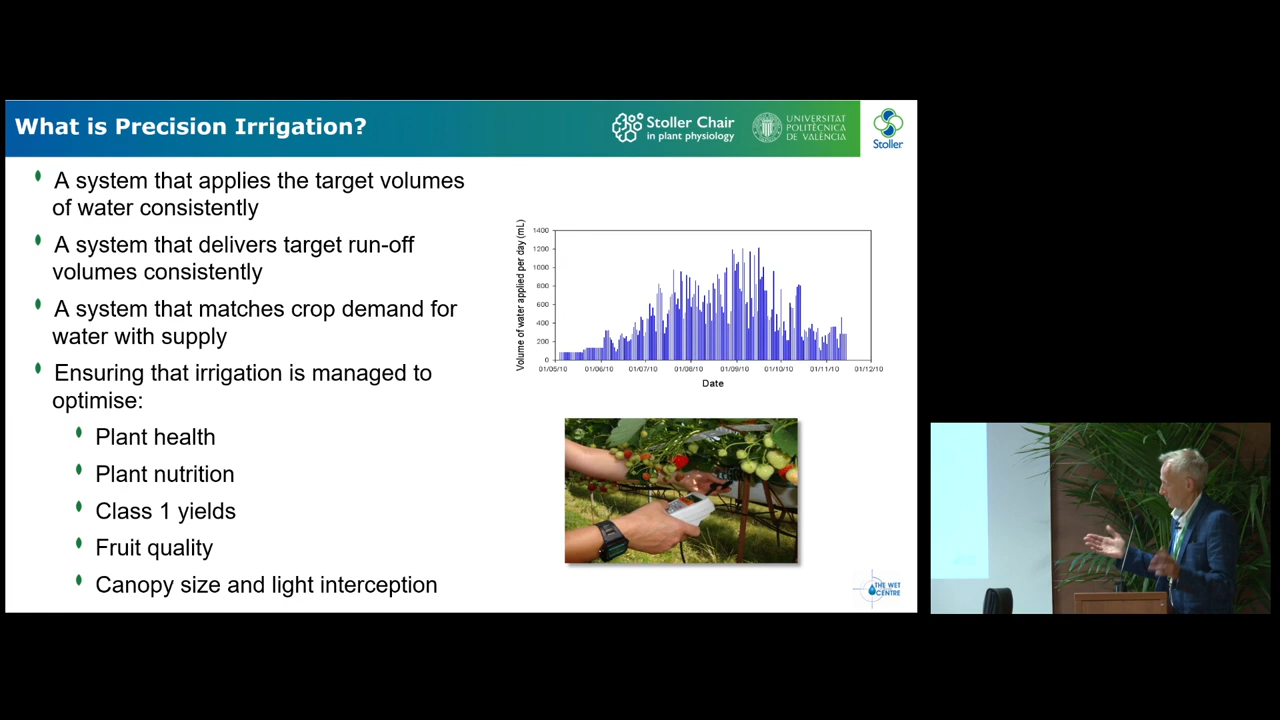 What is Precision Irrigation?
Stoller Chair
in plant physiology
UNIVERSITAT
POLITÈCNICA
DE VALÈNCIA
Stoller
A system that applies the target volumes
of water consistently
A system that delivers target run-off
volumes consistently
A system that matches crop demand for
water with supply
Ensuring that irrigation is managed to
optimise:
Plant health
Plant nutrition
Class 1 yields
Fruit quality
Canopy size and light interception
Volume of water applied per day (mL)
1400
1200
1000
800
600
400
200
0
01/05/10 01/06/10 01/07/10 01/08/10 01/09/10 01/10/10 01/11/10 01/12/10
Date
THE WET
CENTRE